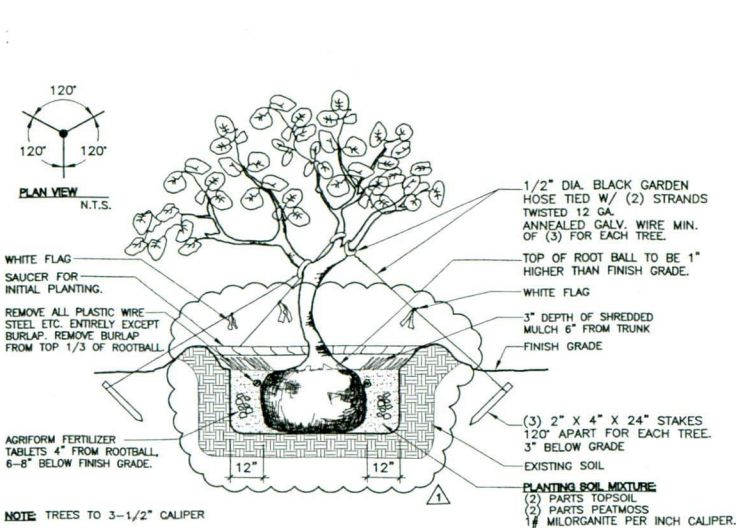 120°
120°
120°
PLAN VIEW
N.T.S.
WHITE FLAG
SAUCER FOR
INITIAL PLANTING.
REMOVE ALL PLASTIC WIRE
STEEL ETC. ENTIRELY EXCEPT
BURLAP. REMOVE BURLAP
FROM TOP 1/3 OF ROOTBALL
AGRIFORM FERTILIZER
TABLETS 4" FROM ROOTBALL,
6-8" BELOW FINISH GRADE.
NOTE: TREES TO 3-1/2" CALIPER
12"
12"
1
1/2" DIA. BLACK GARDEN
HOSE TIED W/ (2) STRANDS
TWISTED 12 GA.
ANNEALED GALV. WIRE MIN.
OF (3) FOR EACH TREE.
TOP OF ROOT BALL TO BE 1"
HIGHER THAN FINISH GRADE.
WHITE FLAG
3" DEPTH OF SHREDDED
MULCH 6" FROM TRUNK
FINISH GRADE
(3) 2" X 4" X 24" STAKES
120° APART FOR EACH TREE.
3" BELOW GRADE
EXISTING SOIL
PLANTING SOIL MIXTURE:
(2) PARTS TOPSOIL
(2) PARTS PEATMOSS
1# MILORGANITE PER INCH CALIPER.